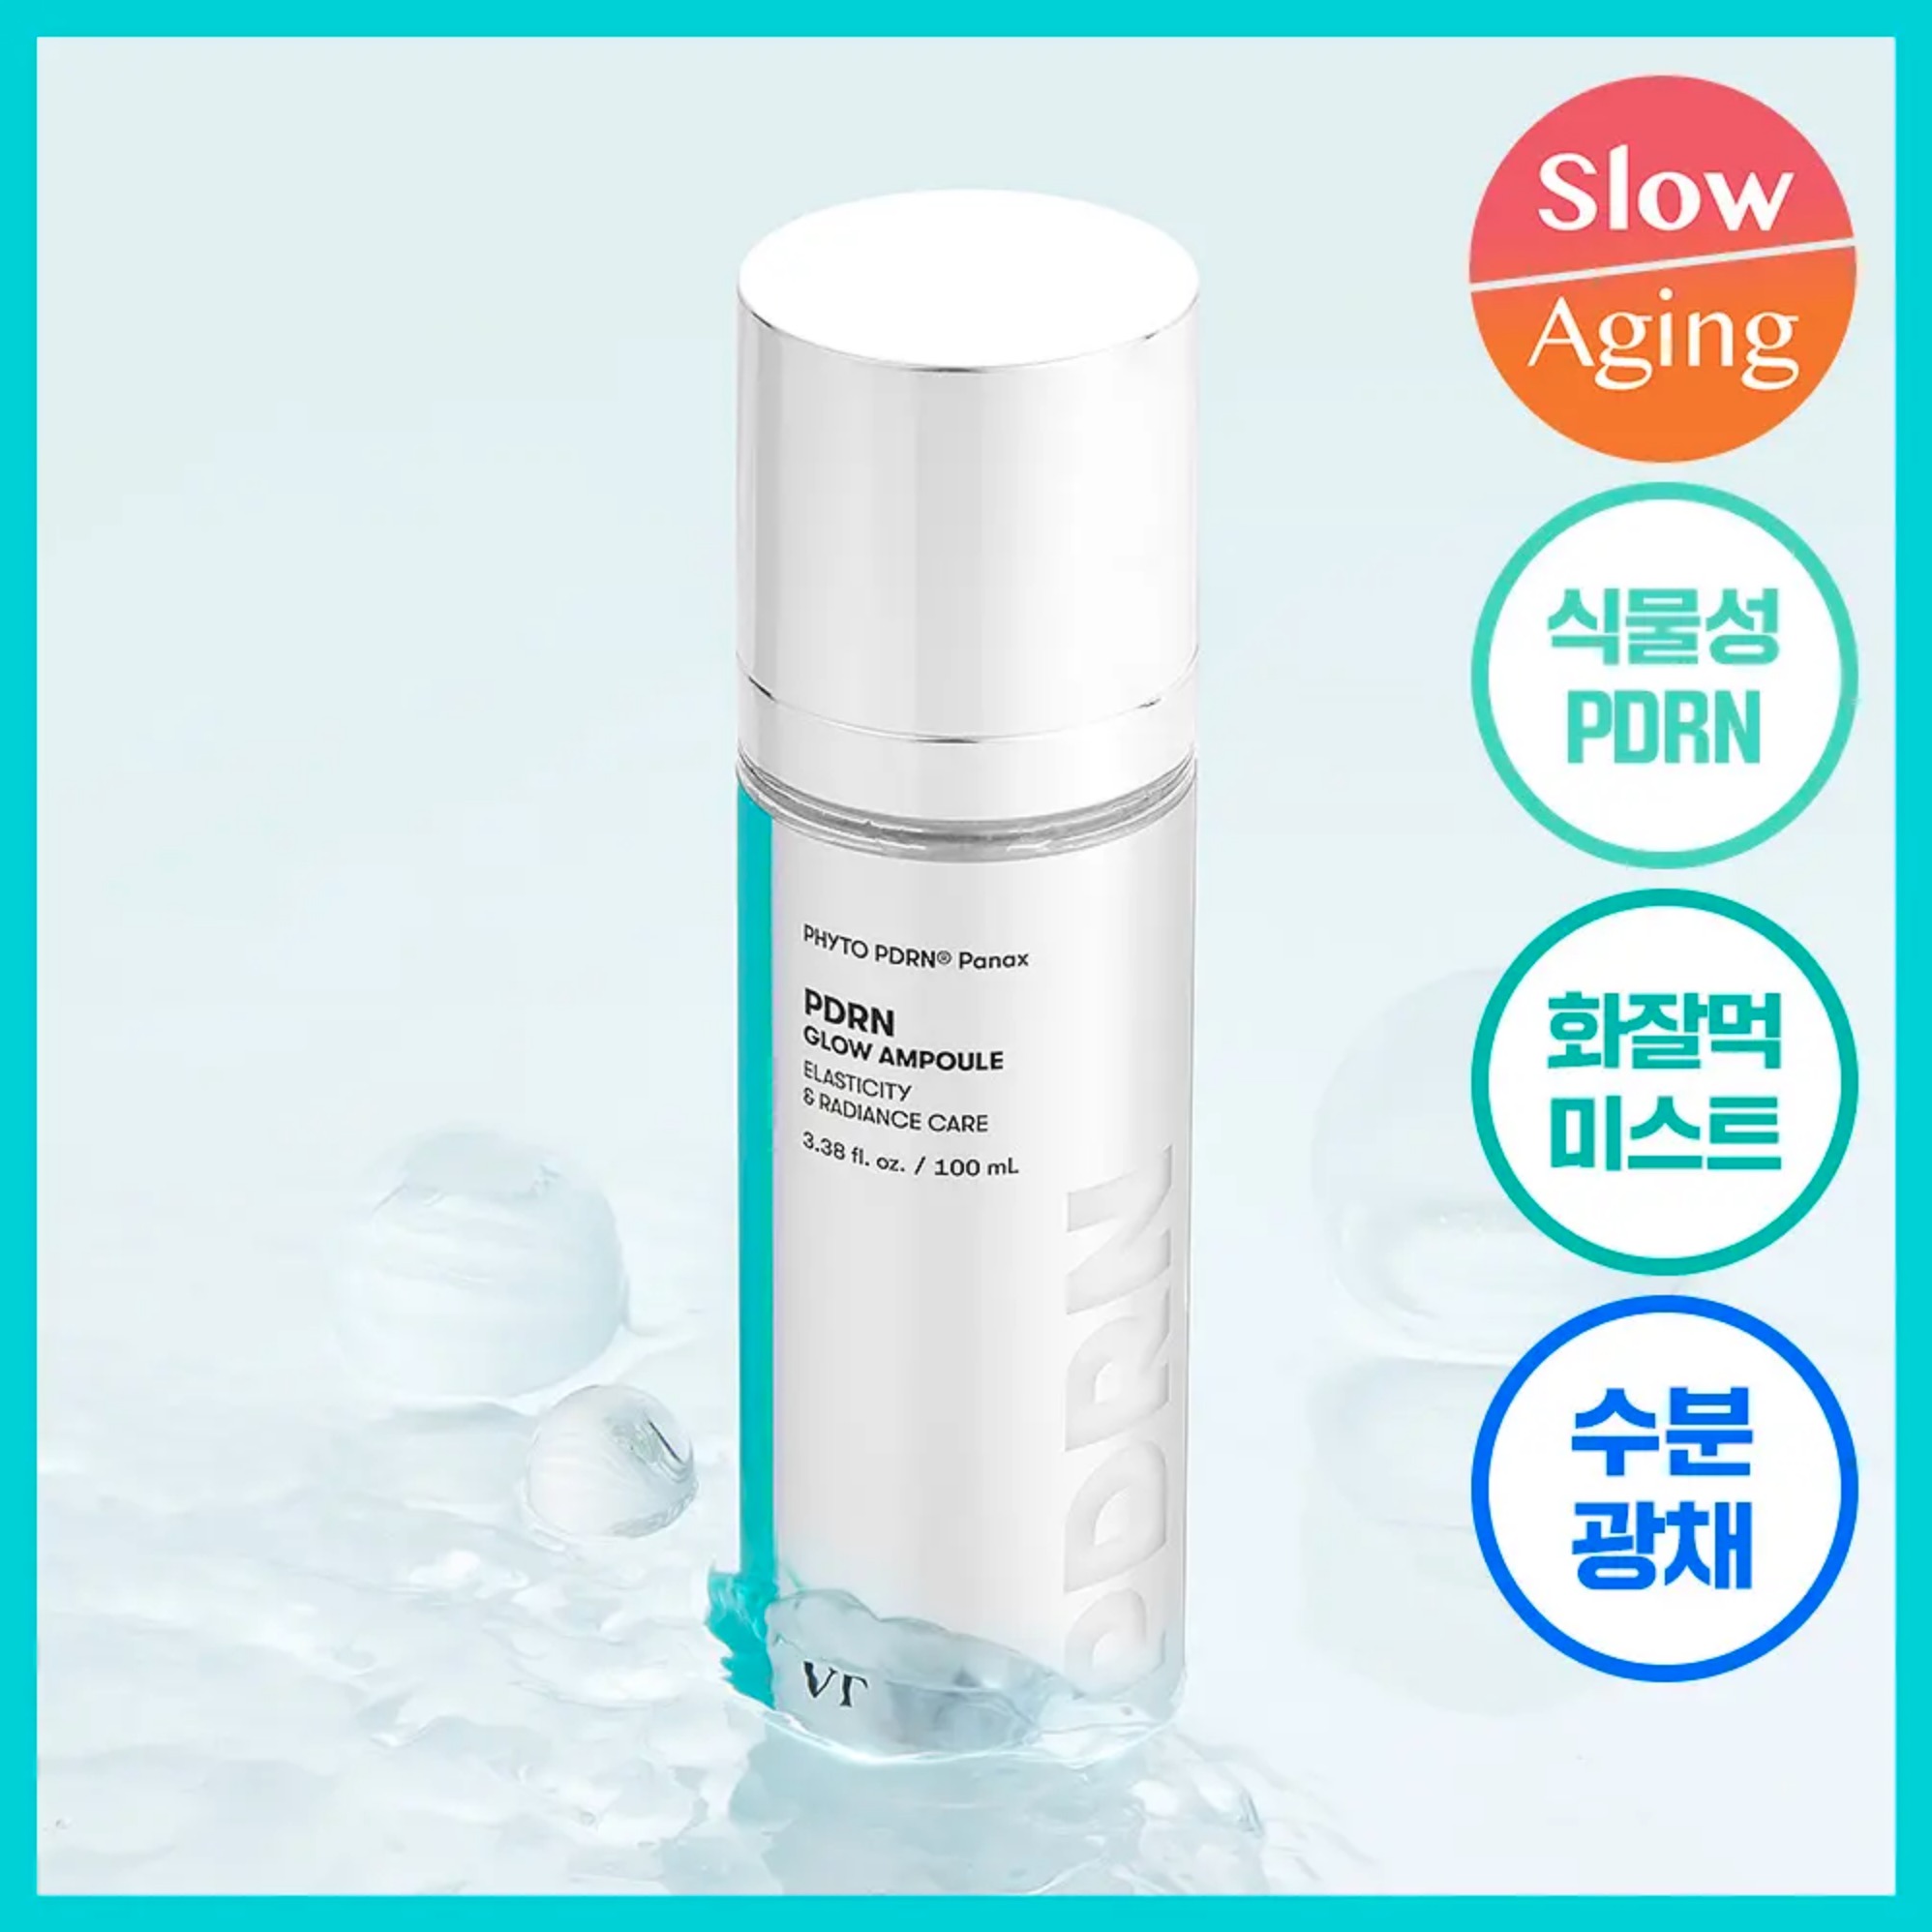 Slow
Aging
식물성
PDRN
화잘먹
미스트
수분
광채
PHYTO PDRN® Panax
PDRN
GLOW AMPOULE
ELASTICITY
& RADIANCE CARE
3.38 fl. oz. / 100 mL
PDRN
VT